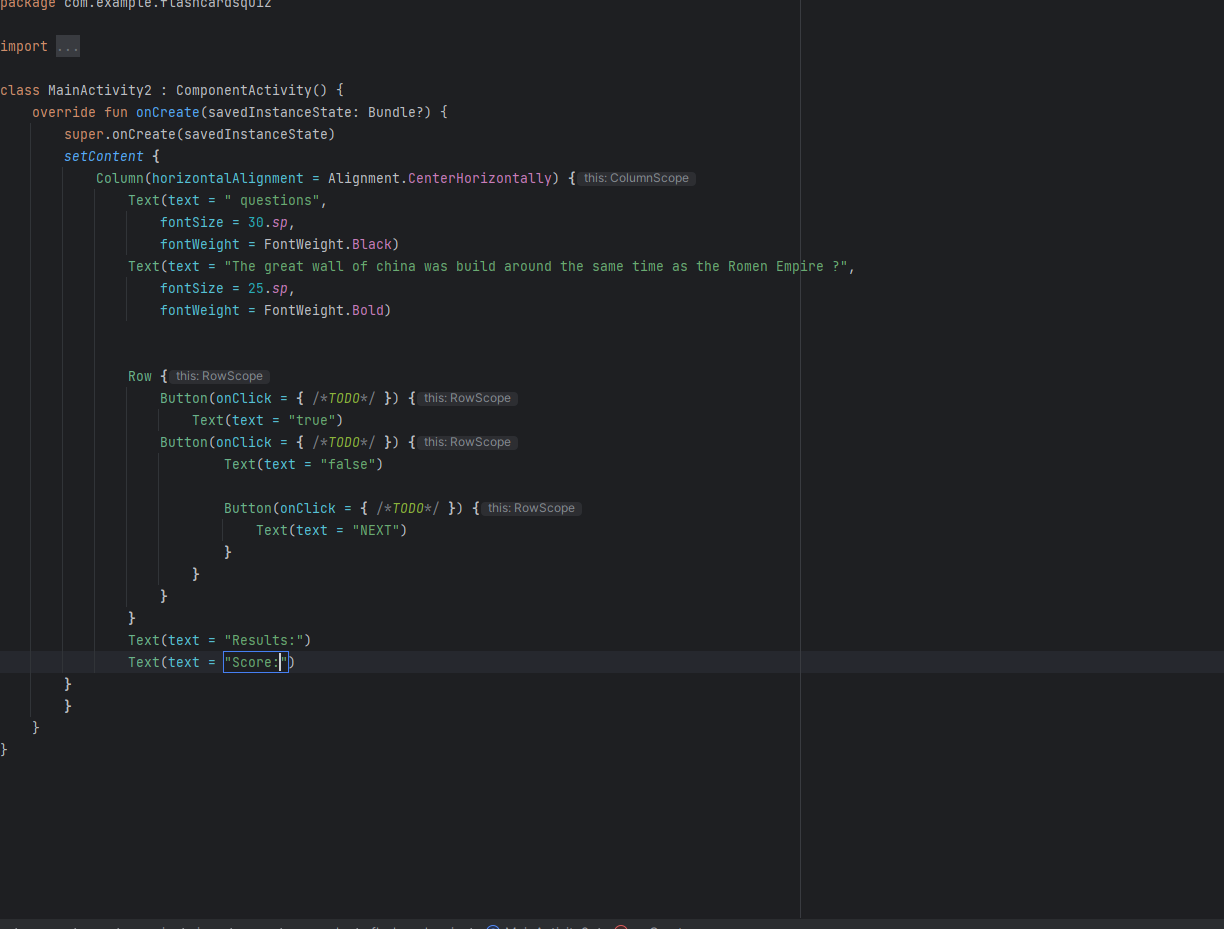 package com.example.flashcardsquiz
import ...
class MainActivity2 : ComponentActivity() {
    override fun onCreate(savedInstanceState: Bundle?) {
        super.onCreate(savedInstanceState)
        setContent {
            Column(horizontalAlignment = Alignment.CenterHorizontally) { this: ColumnScope
                Text(text = " questions",
                    fontSize = 30.sp,
                    fontWeight = FontWeight.Black)
                Text(text = "The great wall of china was build around the same time as the Romen Empire ?",
                    fontSize = 25.sp,
                    fontWeight = FontWeight.Bold)
                Row { this: RowScope
                    Button(onClick = { /*TODO*/ }) { this: RowScope
                        Text(text = "true")
                    Button(onClick = { /*TODO*/ }) { this: RowScope
                            Text(text = "false")
                            Button(onClick = { /*TODO*/ }) { this: RowScope
                                Text(text = "NEXT")
                            }
                        }
                    }
                }
                Text(text = "Results:")
                Text(text = "Score:")
        }
        }
    }
}